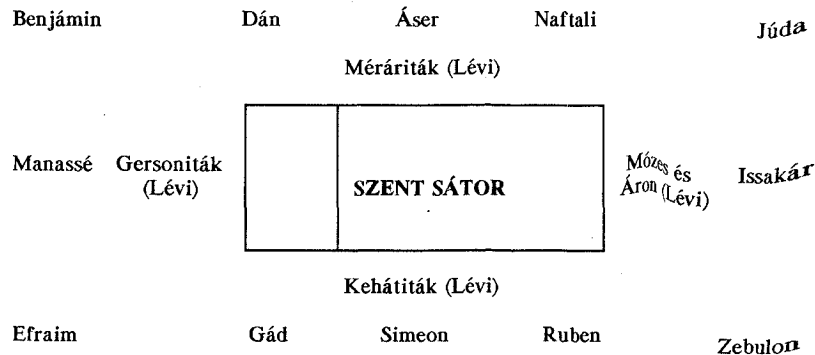 Benjámin Dán Áser Naftali Júda
Méráriták (Lévi)
Manassé Gersoniták (Lévi) SZENT SÁTOR Mózes és Áron (Lévi) Issakár
Kehátiták (Lévi)
Efraim Gád Simeon Ruben Zebulon